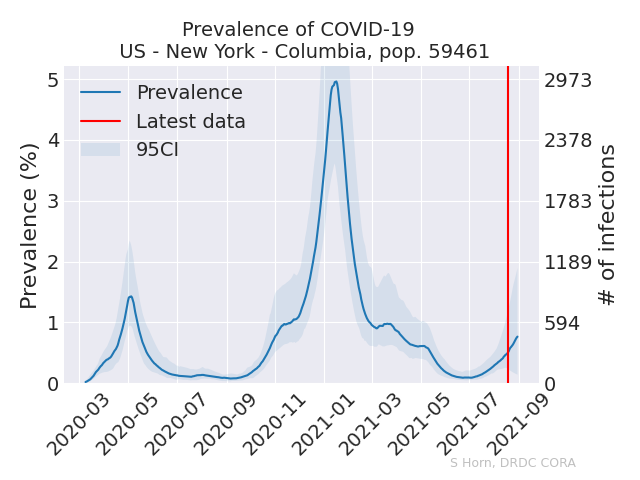 Prevalence of COVID-19
US - New York - Columbia, pop. 59461
Prevalence
Latest data
95CI
Prevalence (%)
5
4
3
2
1
0
2973
2378
1783
1189
594
0
# of infections
2020-03
2020-05
2020-07
2020-09
2020-11
2021-01
2021-03
2021-05
2021-07
2021-09
S Horn, DRDC CORA